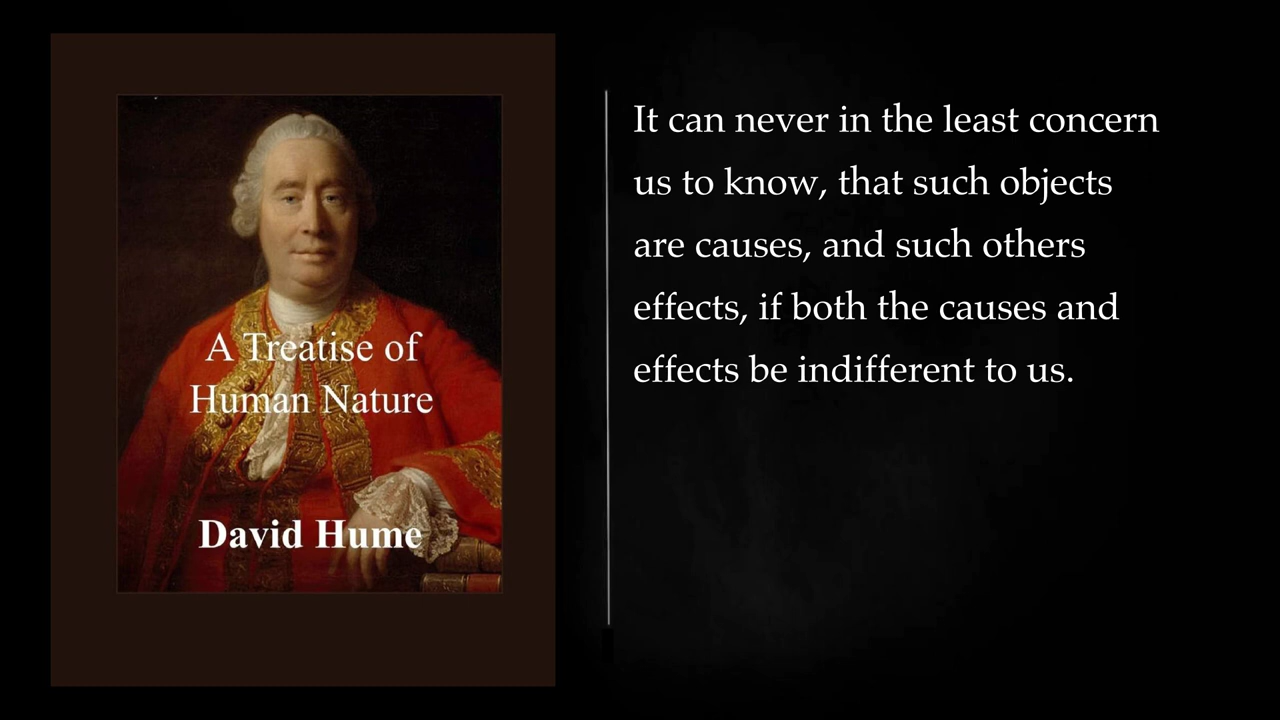 A Treatise of
Human Nature
David Hume
It can never in the least concern
us to know, that such objects
are causes, and such others
effects, if both the causes and
effects be indifferent to us.